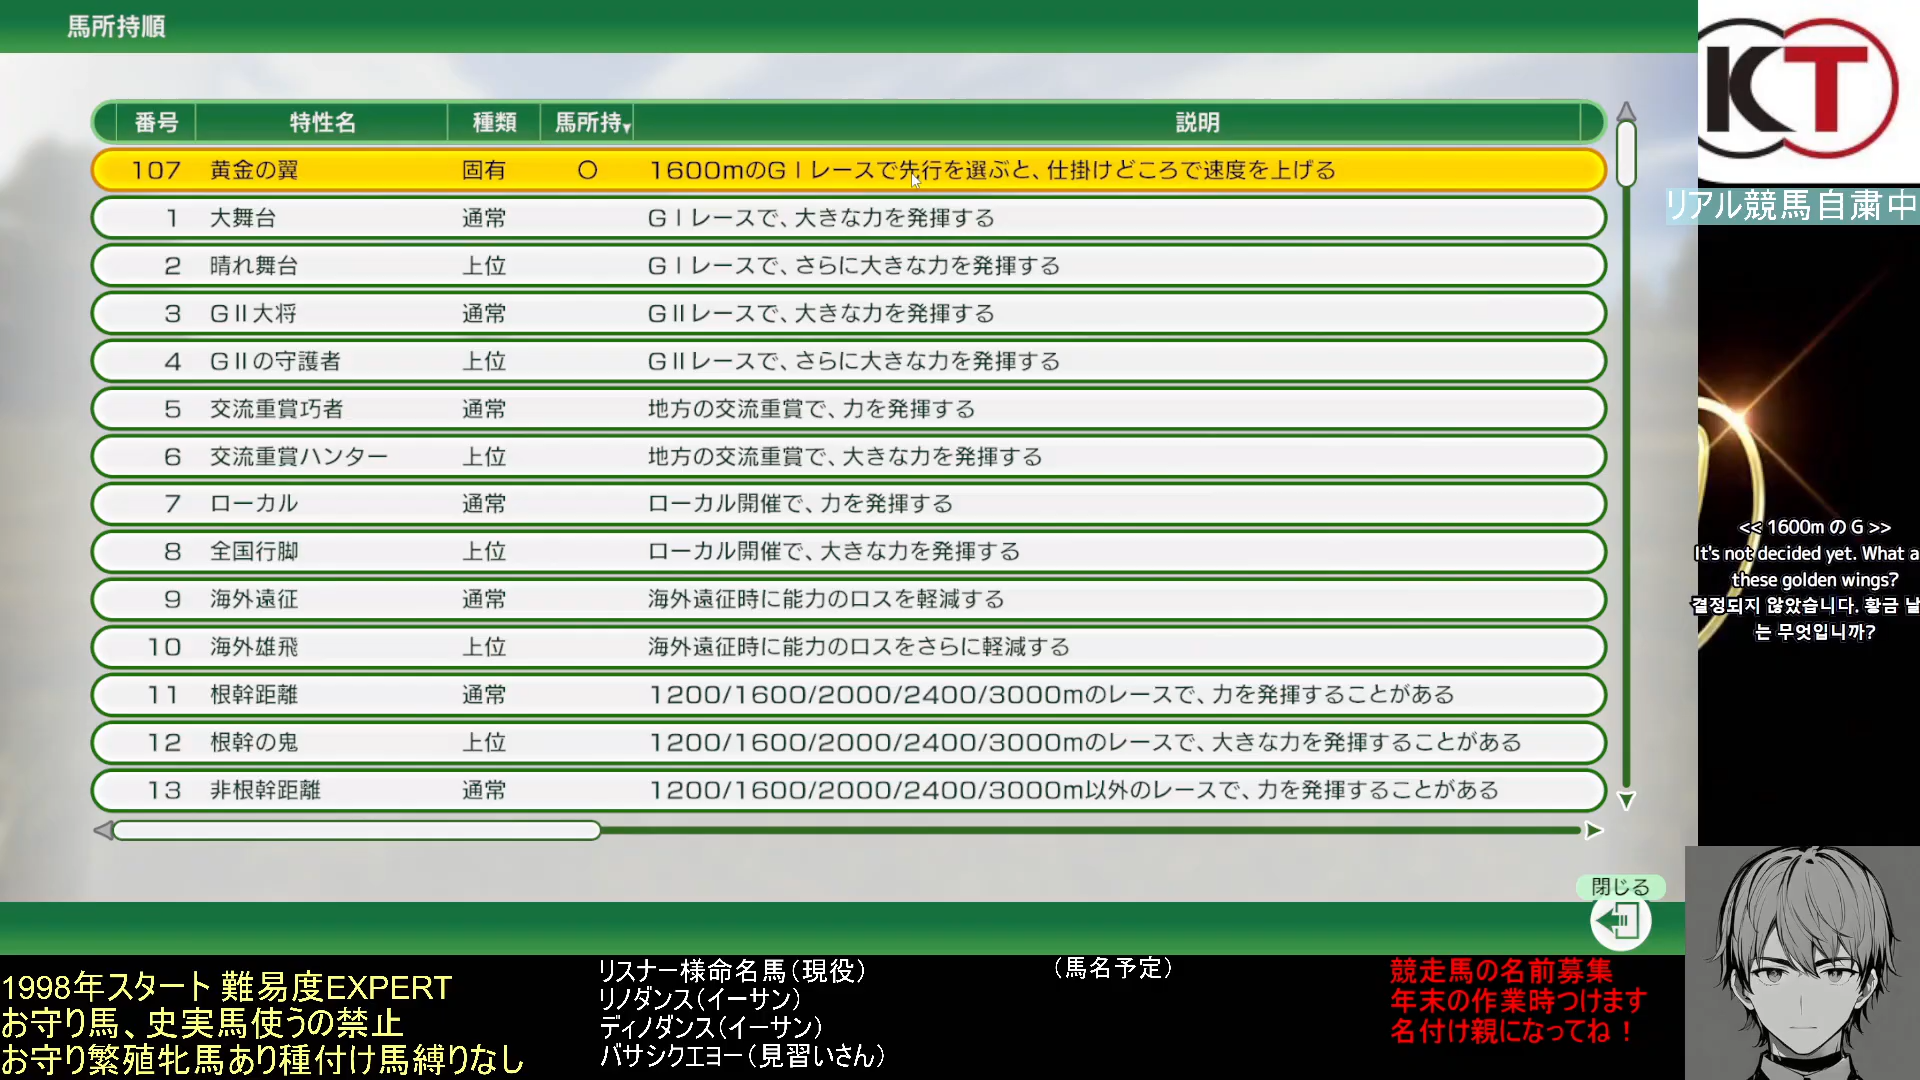 馬所持順
KT
リアル競馬自粛中
番号 特性名 種類 馬所持▼ 説明
107 黄金の翼 固有 〇 1600mのGⅠレースで先行を選ぶと、仕掛けどころで速度を上げる
1 大舞台 通常 GⅠレースで、大きな力を発揮する
2 晴れ舞台 上位 GⅠレースで、さらに大きな力を発揮する
3 GⅡ大将 通常 GⅡレースで、大きな力を発揮する
4 GⅡの守護者 上位 GⅡレースで、さらに大きな力を発揮する
5 交流重賞巧者 通常 地方の交流重賞で、力を発揮する
6 交流重賞ハンター 上位 地方の交流重賞で、大きな力を発揮する
7 ローカル 通常 ローカル開催で、力を発揮する
8 全国行脚 上位 ローカル開催で、大きな力を発揮する
9 海外遠征 通常 海外遠征時に能力のロスを軽減する
10 海外雄飛 上位 海外遠征時に能力のロスをさらに軽減する
11 根幹距離 通常 1200/1600/2000/2400/3000mのレースで、力を発揮することがある
12 根幹の鬼 上位 1200/1600/2000/2400/3000mのレースで、大きな力を発揮することがある
13 非根幹距離 通常 1200/1600/2000/2400/3000m以外のレースで、力を発揮することがある
<< 1600m の G >>
It's not decided yet. What a
these golden wings?
결정되지 않았습니다. 황금 날
는 무엇입니까?
閉じる
1998年スタート 難易度EXPERT
お守り馬、史実馬使うの禁止
お守り繁殖牝馬あり種付け馬縛りなし
リスナー様命名馬（現役）
リノダンス（イーサン）
ディノダンス（イーサン）
バサシクエヨー（見習いさん）
（馬名予定）
競走馬の名前募集
年末の作業時つけます
名付け親になってね！